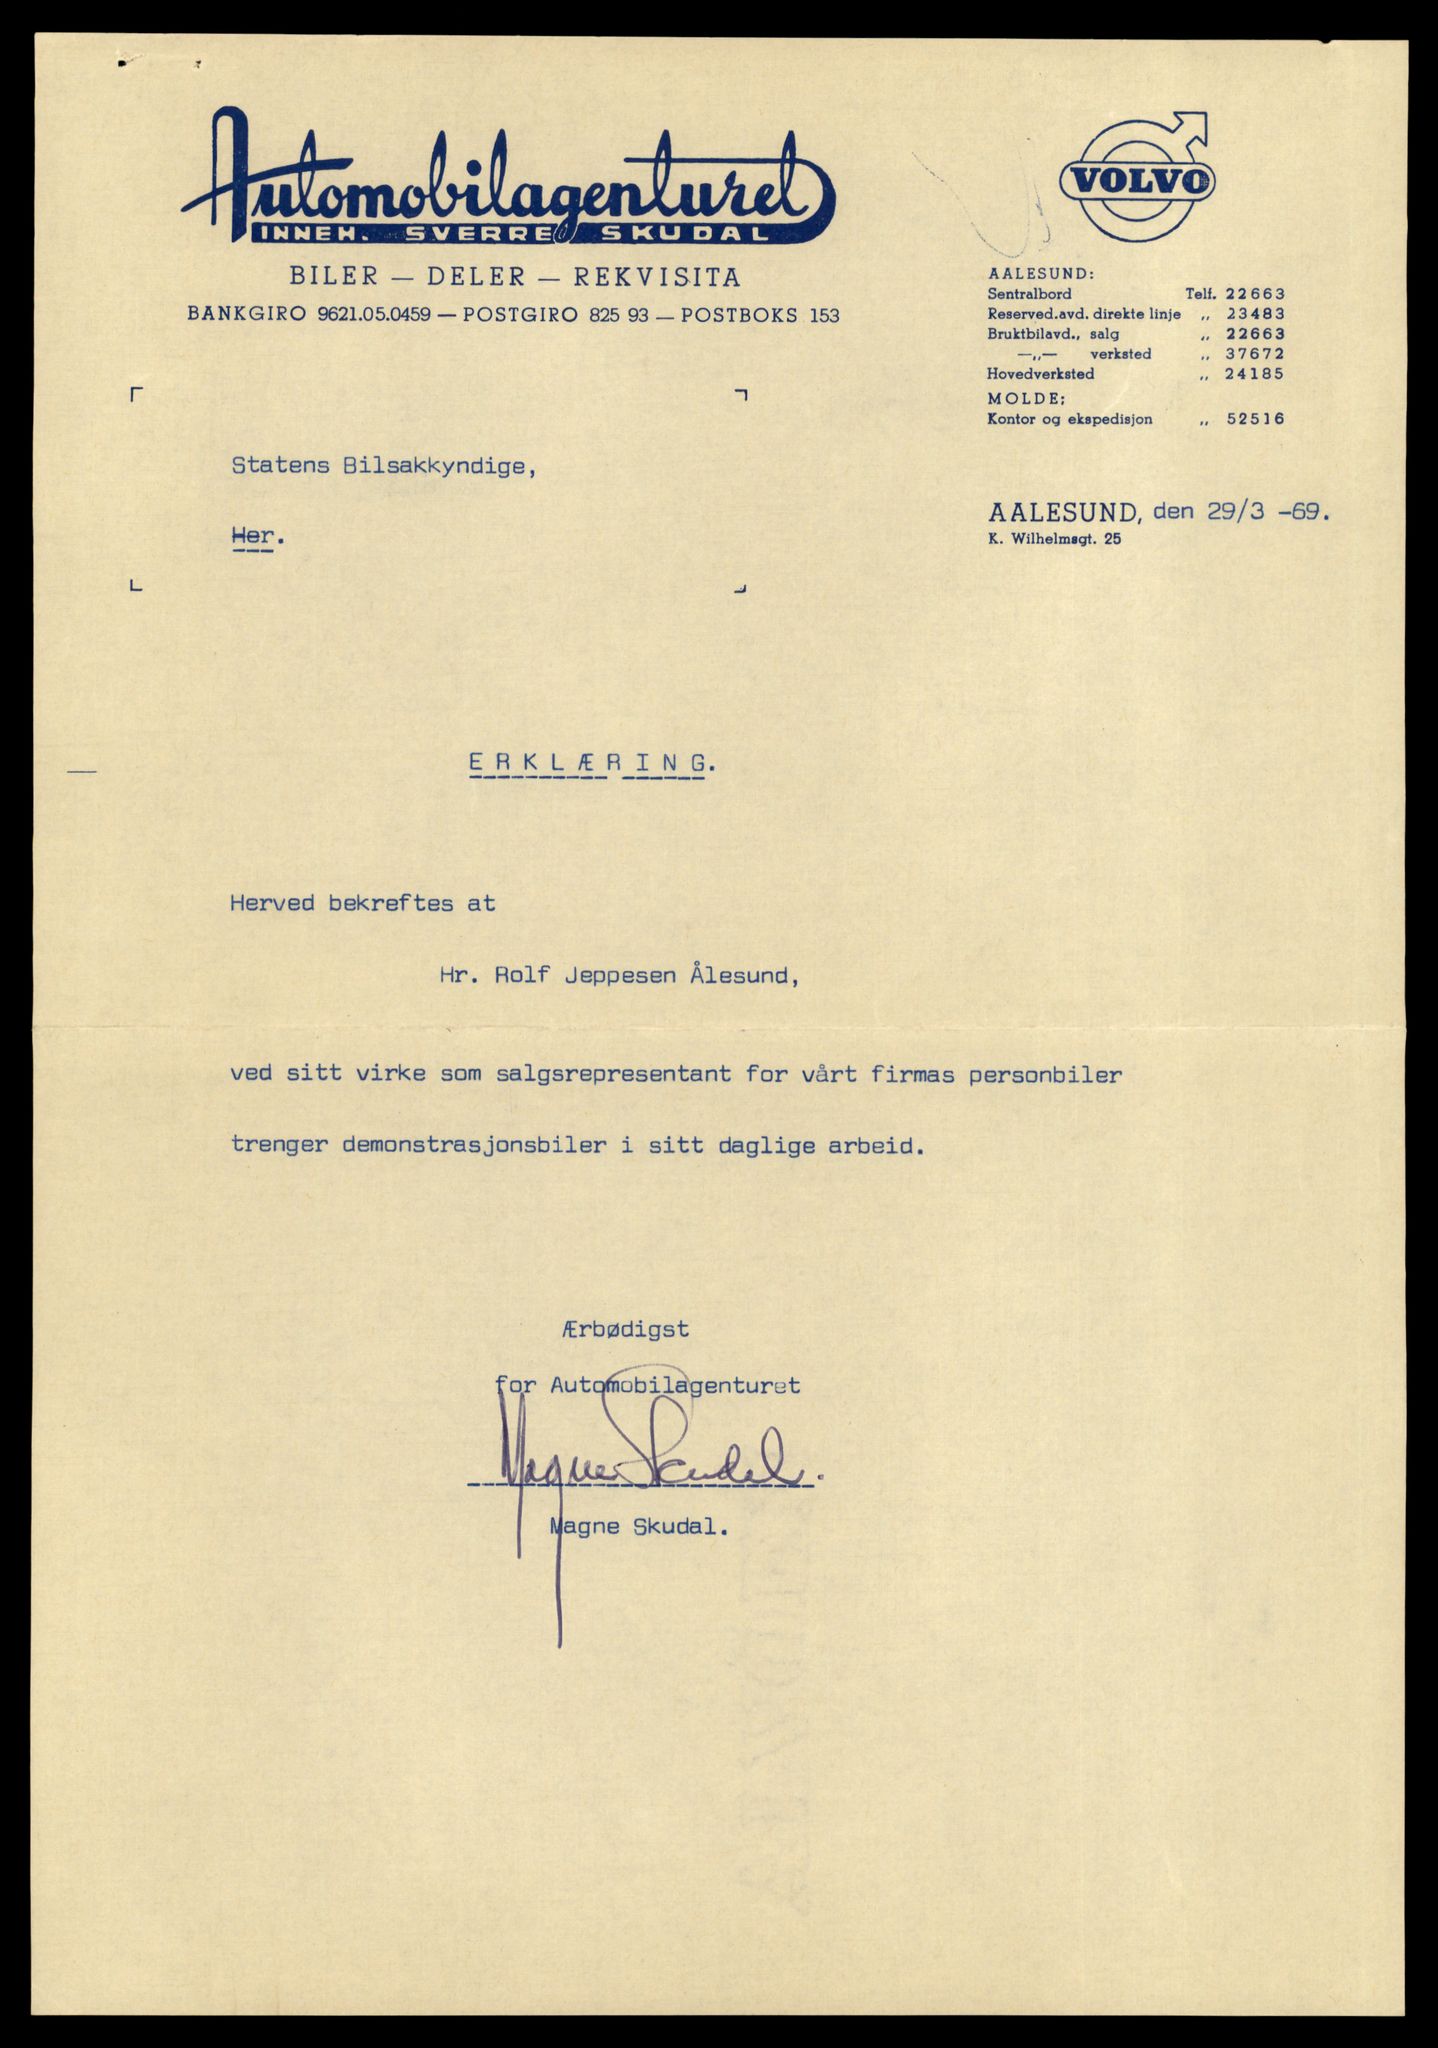 Automobilagenturet
INNEH. SVERRE SKUDAL
BILER — DELER — REKVISITA
BANKGIRO 9621.05.0459 — POSTGIRO 825 93 — POSTBOKS 153
VOLVO
AALESUND:
Sentralbord Telf. 22663
Reserved.avd. direkte linje „ 23483
Bruktbilavd., salg „ 22663
—„— verksted „ 37672
Hovedverksted „ 24185
MOLDE:
Kontor og ekspedisjon „ 52516
Statens Bilsakkyndige,
Her.
AALESUND, den 29/3 -69.
K. Wilhelmsgt. 25
ERKLÆRING.
Herved bekreftes at
Hr. Rolf Jeppesen Ålesund,
ved sitt virke som salgsrepresentant for vårt firmas personbiler
trenger demonstrasjonsbiler i sitt daglige arbeid.
Ærbødigst
for Automobilagenturet
Magne Skudal.
Magne Skudal.